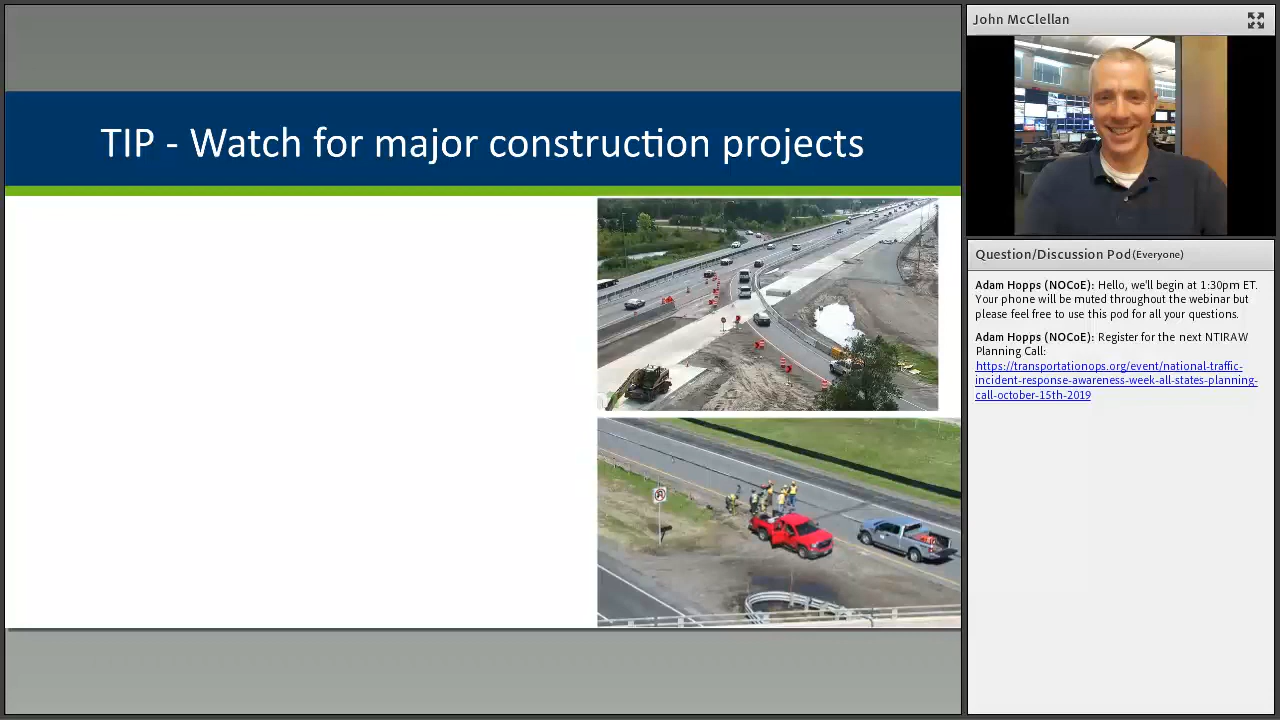 TIP - Watch for major construction projects
John McClellan
Question/Discussion Pod (Everyone)
Adam Hopps (NOCoE): Hello, we'll begin at 1:30pm ET.
Your phone will be muted throughout the webinar but
please feel free to use this pod for all your questions.
Adam Hopps (NOCoE): Register for the next NTIRAW
Planning Call:
https://transportationops.org/event/national-traffic-
incident-response-awareness-week-all-states-planning-
call-october-15th-2019